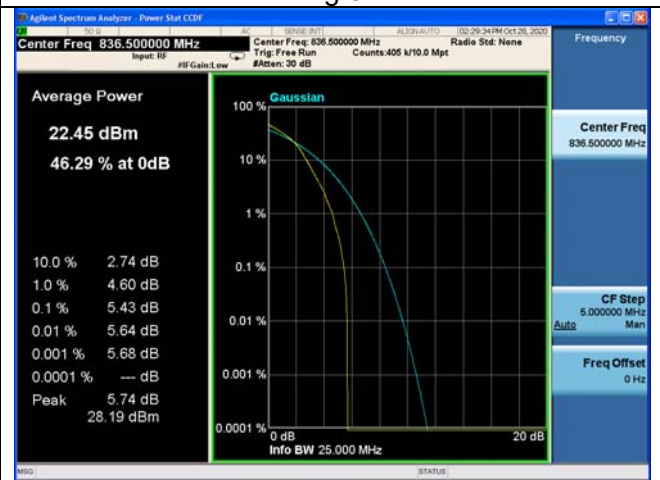 Agilent Spectrum Analyzer - Power Stat CCDF
50 Ω AC SENSE:INT ALIGN AUTO 02:29:34 PM Oct 28, 2020
Center Freq 836.500000 MHz
Input: RF
#IFGain:Low
Center Freq: 836.500000 MHz
Radio Std: None
Trig: Free Run
Counts:405 k/10.0 Mpt
#Atten: 30 dB
Frequency
Average Power
22.45 dBm
46.29 % at 0dB
10.0 % 2.74 dB
1.0 % 4.60 dB
0.1 % 5.43 dB
0.01 % 5.64 dB
0.001 % 5.68 dB
0.0001 % --- dB
Peak 5.74 dB
28.19 dBm
Gaussian
100 %
10 %
1 %
0.1 %
0.01 %
0.001 %
0.0001 %
0 dB
20 dB
Info BW 25.000 MHz
Center Freq
836.500000 MHz
CF Step
5.000000 MHz
Auto Man
Freq Offset
0 Hz
MSG
STATUS